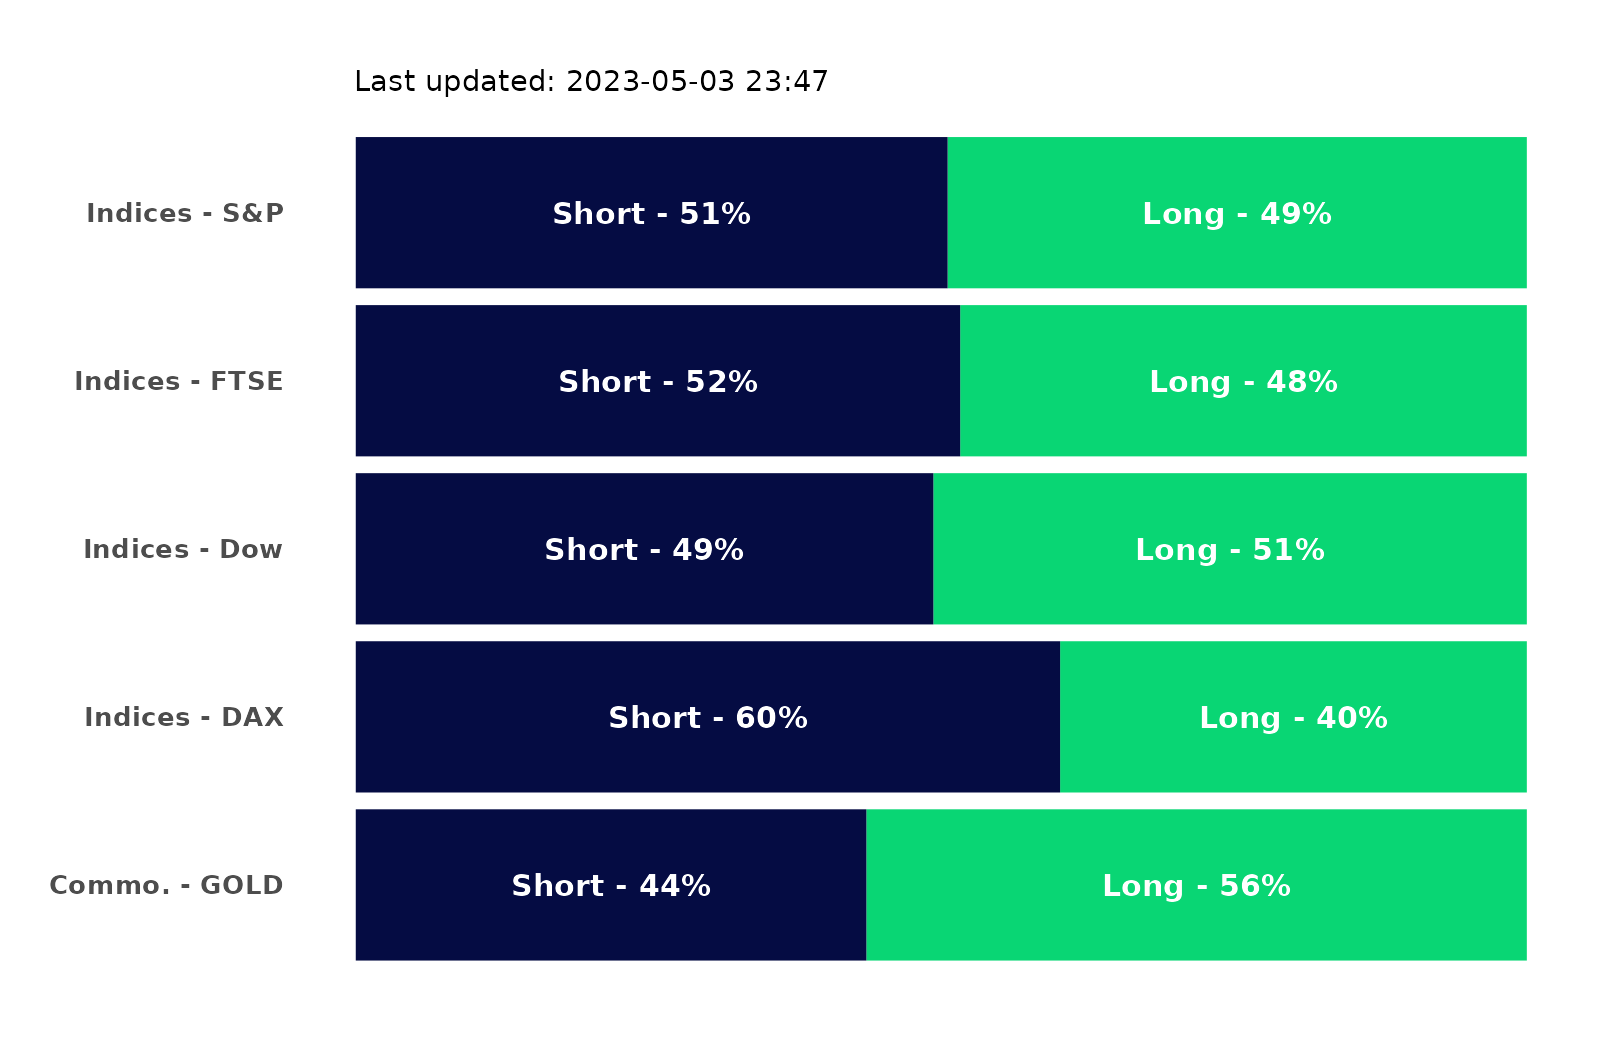 Last updated: 2023-05-03 23:47
Indices - S&P Short - 51% Long - 49%
Indices - FTSE Short - 52% Long - 48%
Indices - Dow Short - 49% Long - 51%
Indices - DAX Short - 60% Long - 40%
Commo. - GOLD Short - 44% Long - 56%